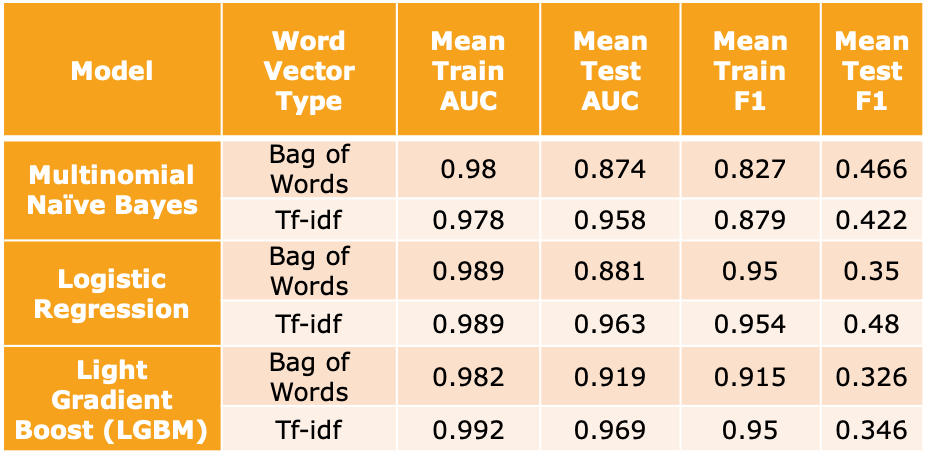 Model
Word
Vector
Type
Mean
Train
AUC
Mean
Test
AUC
Mean
Train
F1
Mean
Test
F1
Multinomial
Naïve Bayes
Bag of
Words
0.98
0.874
0.827
0.466
Tf-idf
0.978
0.958
0.879
0.422
Logistic
Regression
Bag of
Words
0.989
0.881
0.95
0.35
Tf-idf
0.989
0.963
0.954
0.48
Light
Gradient
Boost (LGBM)
Bag of
Words
0.982
0.919
0.915
0.326
Tf-idf
0.992
0.969
0.95
0.346